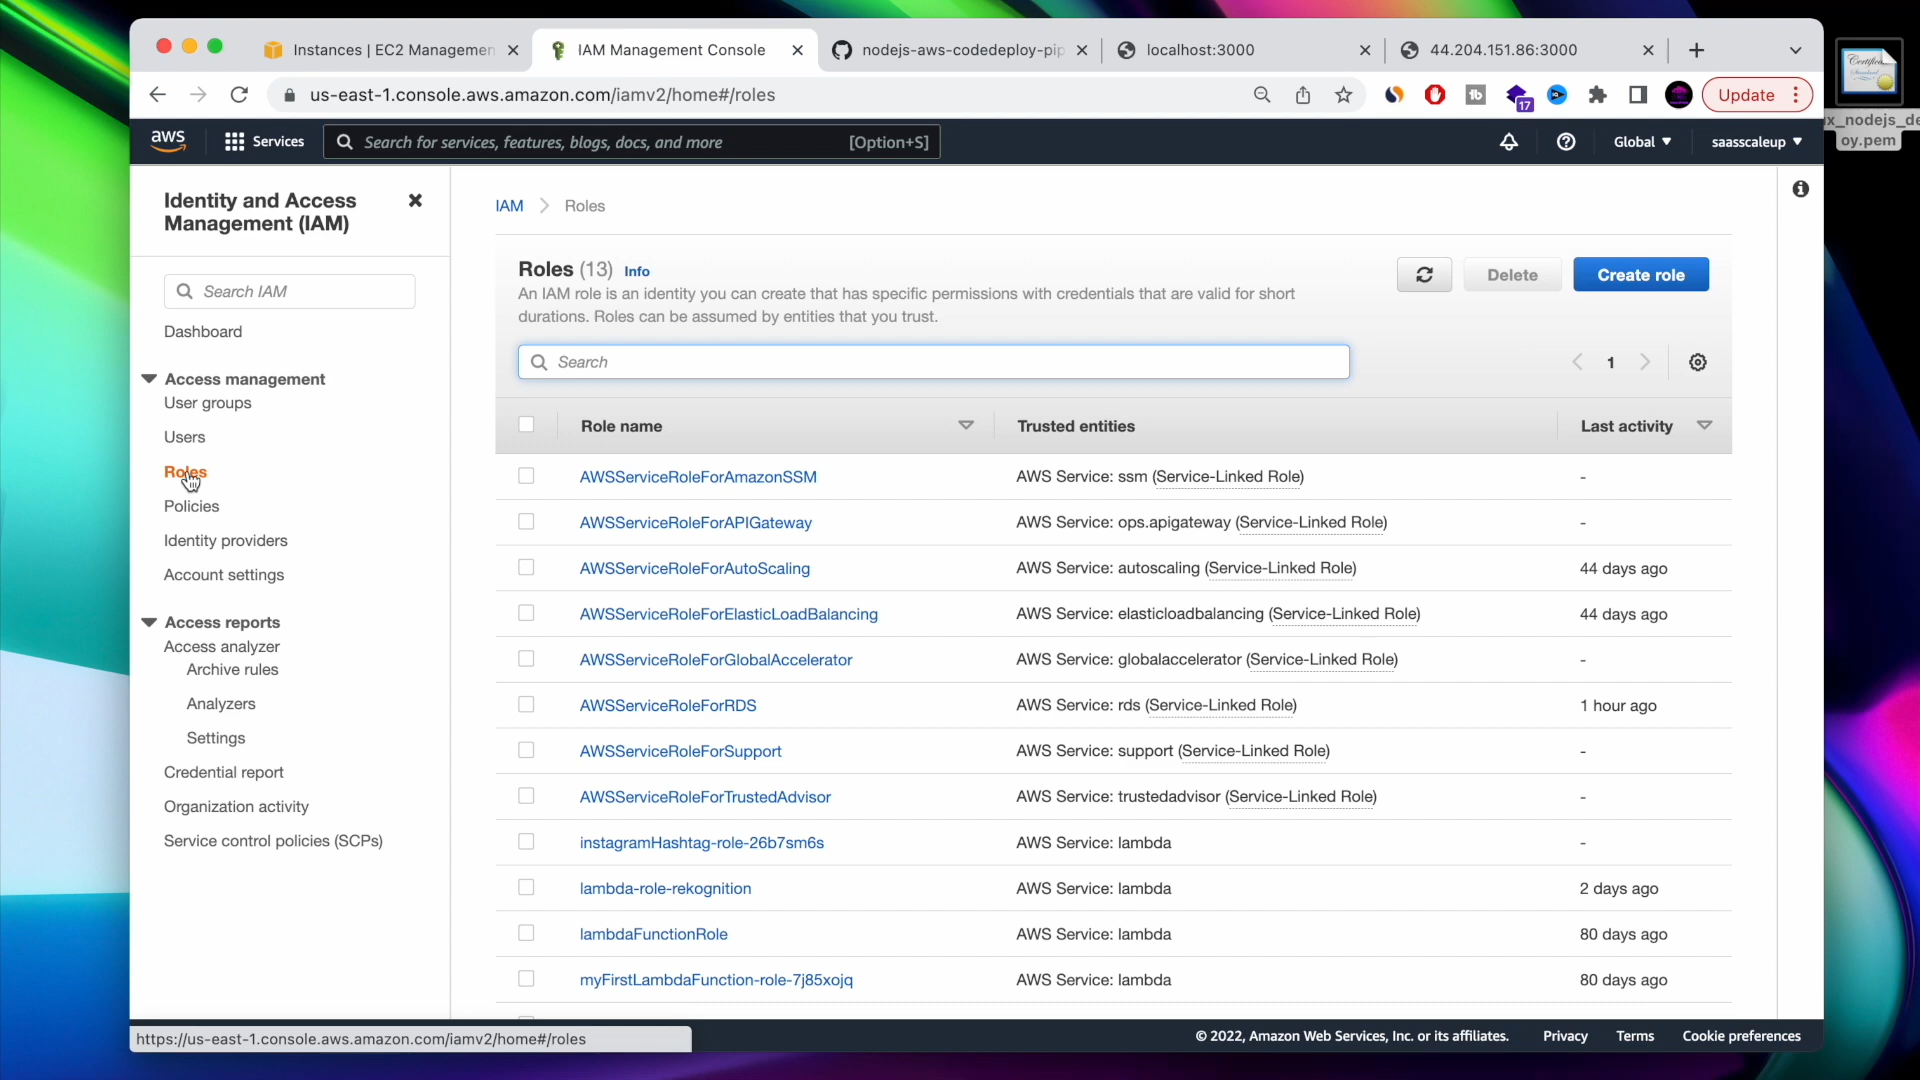 Instances | EC2 Managemen
IAM Management Console
nodejs-aws-codedeploy-pip
localhost:3000
44.204.151.86:3000
us-east-1.console.aws.amazon.com/iamv2/home#/roles
17
Update
aws
Services
Search for services, features, blogs, docs, and more
[Option+S]
Global
saasscaleup
x_nodejs_de
oy.pem
Identity and Access
Management (IAM)
Search IAM
Dashboard
Access management
User groups
Users
Roles
Policies
Identity providers
Account settings
Access reports
Access analyzer
Archive rules
Analyzers
Settings
Credential report
Organization activity
Service control policies (SCPs)
IAM
Roles
Roles (13) Info
An IAM role is an identity you can create that has specific permissions with credentials that are valid for short
durations. Roles can be assumed by entities that you trust.
Delete
Create role
Search
1
Role name Trusted entities Last activity
AWSServiceRoleForAmazonSSM AWS Service: ssm (Service-Linked Role) -
AWSServiceRoleForAPIGateway AWS Service: ops.apigateway (Service-Linked Role) -
AWSServiceRoleForAutoScaling AWS Service: autoscaling (Service-Linked Role) 44 days ago
AWSServiceRoleForElasticLoadBalancing AWS Service: elasticloadbalancing (Service-Linked Role) 44 days ago
AWSServiceRoleForGlobalAccelerator AWS Service: globalaccelerator (Service-Linked Role) -
AWSServiceRoleForRDS AWS Service: rds (Service-Linked Role) 1 hour ago
AWSServiceRoleForSupport AWS Service: support (Service-Linked Role) -
AWSServiceRoleForTrustedAdvisor AWS Service: trustedadvisor (Service-Linked Role) -
instagramHashtag-role-26b7sm6s AWS Service: lambda -
lambda-role-rekognition AWS Service: lambda 2 days ago
lambdaFunctionRole AWS Service: lambda 80 days ago
myFirstLambdaFunction-role-7j85xojq AWS Service: lambda 80 days ago
https://us-east-1.console.aws.amazon.com/iamv2/home#/roles
© 2022, Amazon Web Services, Inc. or its affiliates. Privacy Terms Cookie preferences